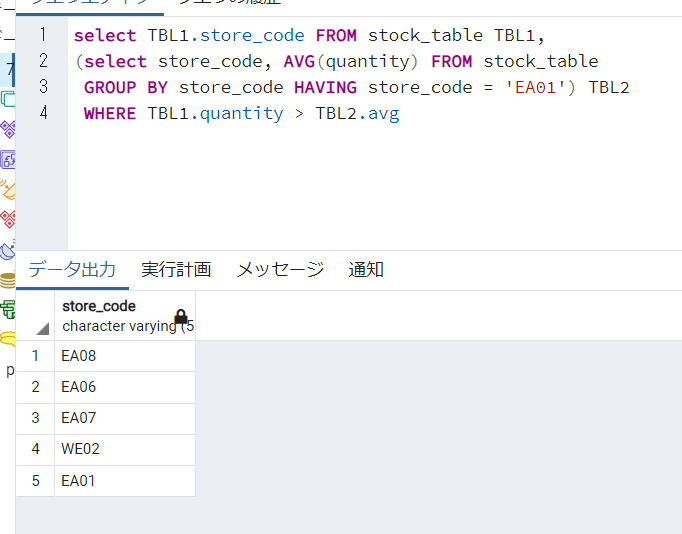 1 select TBL1.store_code FROM stock_table TBL1,
2 (select store_code, AVG(quantity) FROM stock_table
3 GROUP BY store_code HAVING store_code = 'EA01') TBL2
4 WHERE TBL1.quantity > TBL2.avg
データ出力 実行計画 メッセージ 通知
store_code
character varying (5
1 EA08
2 EA06
3 EA07
4 WE02
5 EA01
p